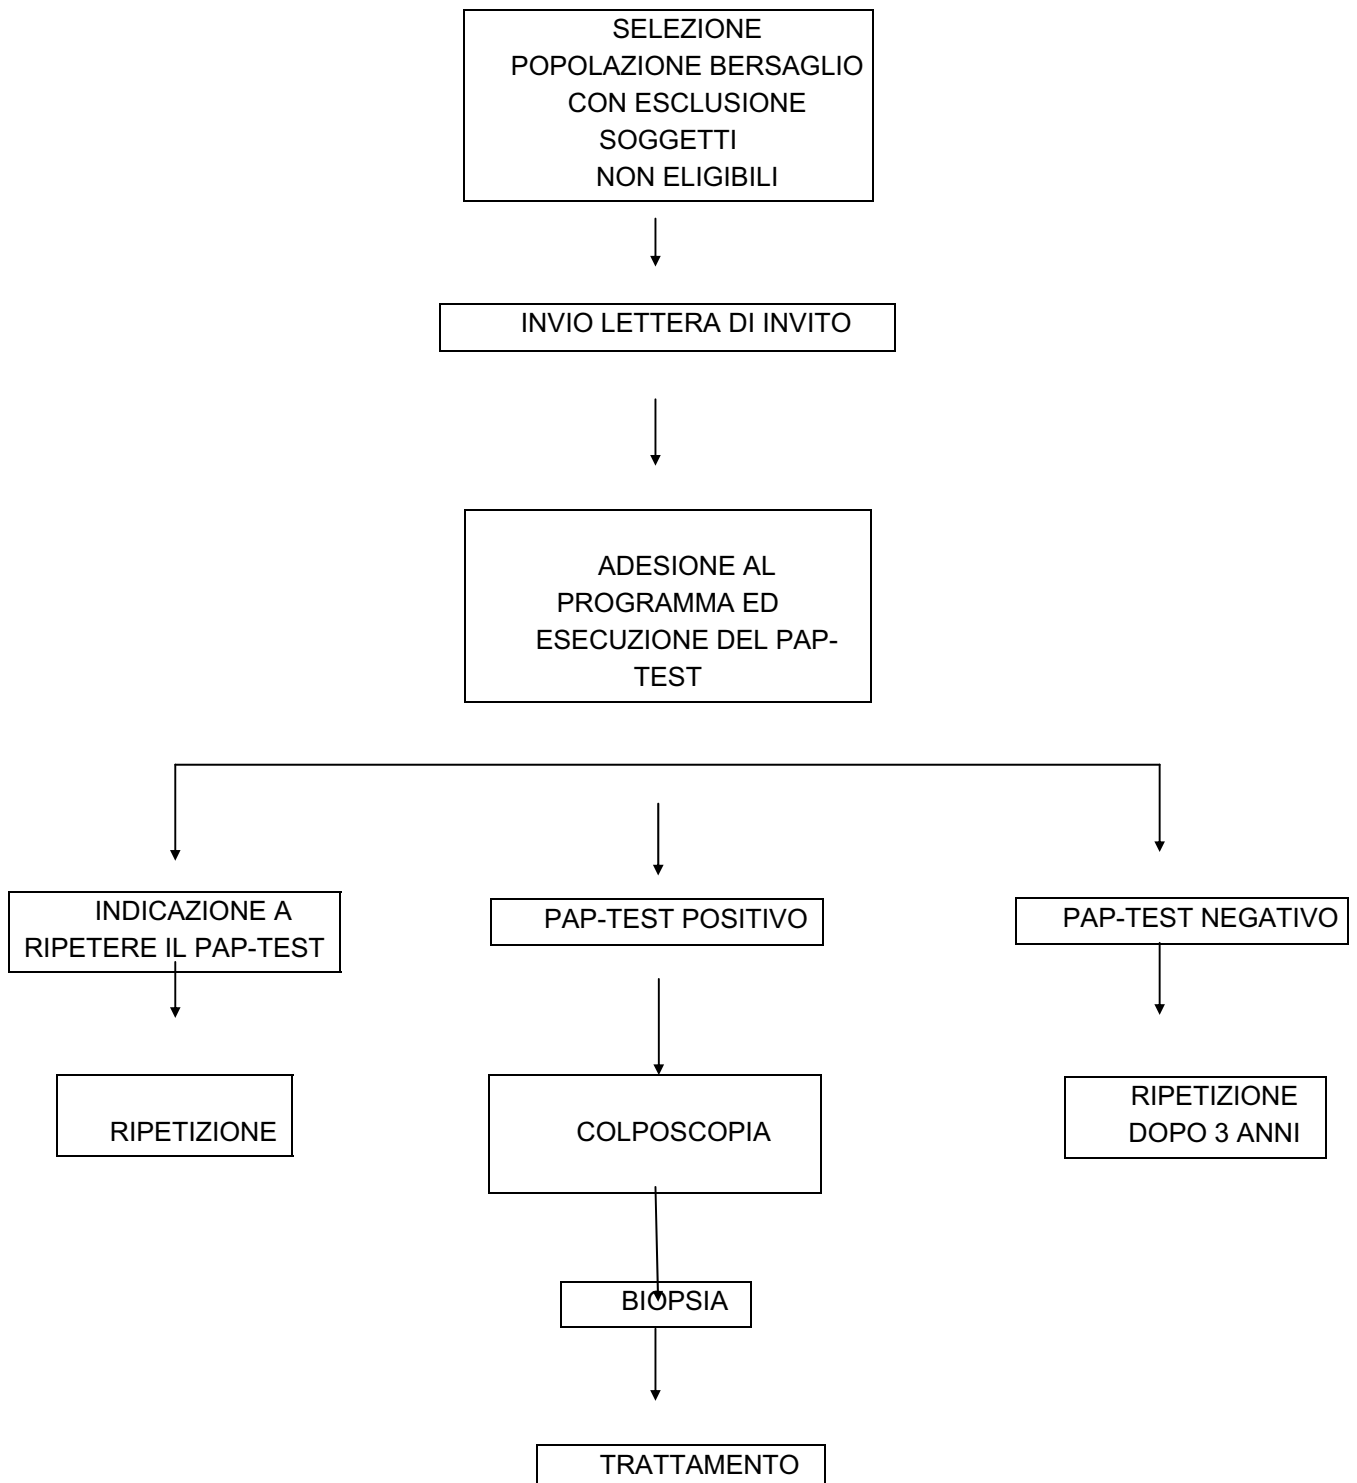 SELEZIONE
POPOLAZIONE BERSAGLIO
CON ESCLUSIONE
SOGGETTI
NON ELIGIBILI
INVIO LETTERA DI INVITO
ADESIONE AL
PROGRAMMA ED
ESECUZIONE DEL PAP-
TEST
INDICAZIONE A
RIPETERE IL PAP-TEST
PAP-TEST POSITIVO
PAP-TEST NEGATIVO
RIPETIZIONE
COLPOSCOPIA
RIPETIZIONE
DOPO 3 ANNI
BIOPSIA
TRATTAMENTO